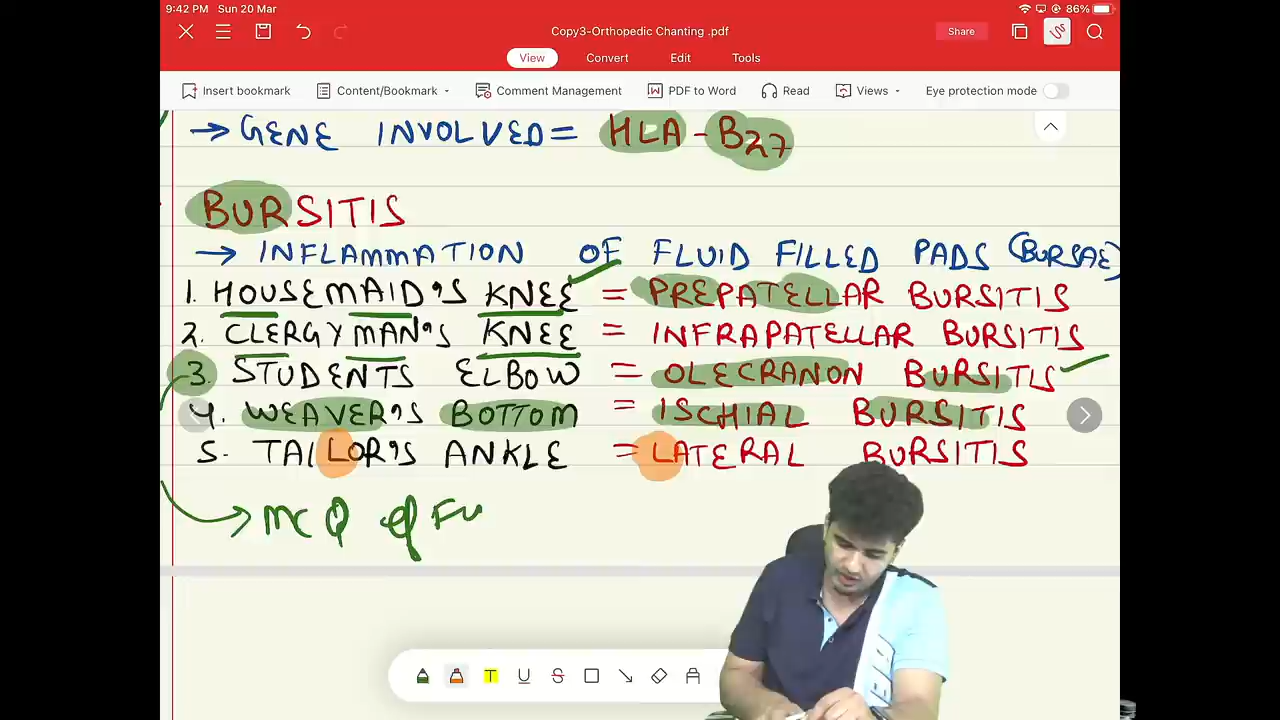 9:42 PM Sun 20 Mar 86%
Copy3-Orthopedic Chanting .pdf
Share
View Convert Edit Tools
Insert bookmark Content/Bookmark Comment Management PDF to Word Read Views Eye protection mode
→ GENE INVOLVED = HLA - B27
BURSITIS
→ INFLAMMATION OF FLUID FILLED PADS (BURSAE)
1. HOUSEMAID'S KNEE = PREPATELLAR BURSITIS
2. CLERGYMAN'S KNEE = INFRAPATELLAR BURSITIS
3. STUDENTS ELBOW = OLECRANON BURSITIS
4. WEAVER'S BOTTOM = ISCHIAL BURSITIS
5. TAILOR'S ANKLE = LATERAL BURSITIS
→ MCQ of
T U S